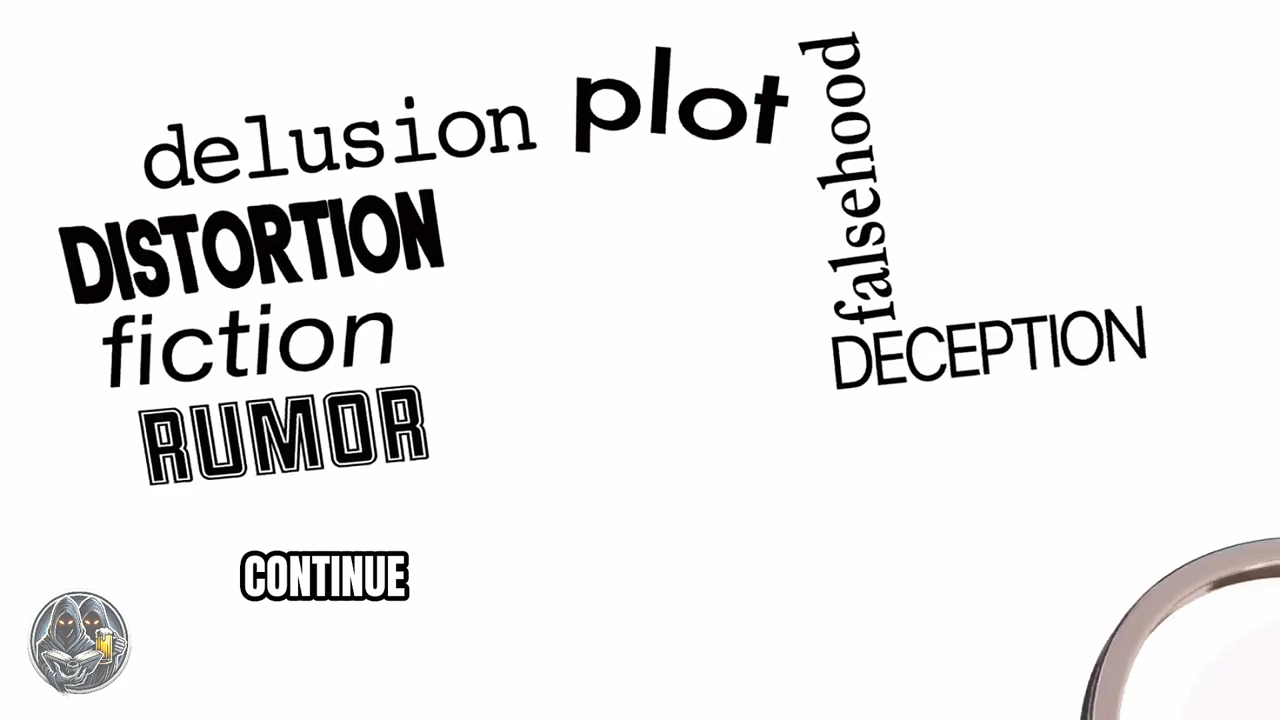 delusion plot
falsehood
DISTORTION
fiction
DECEPTION
RUMOR
CONTINUE